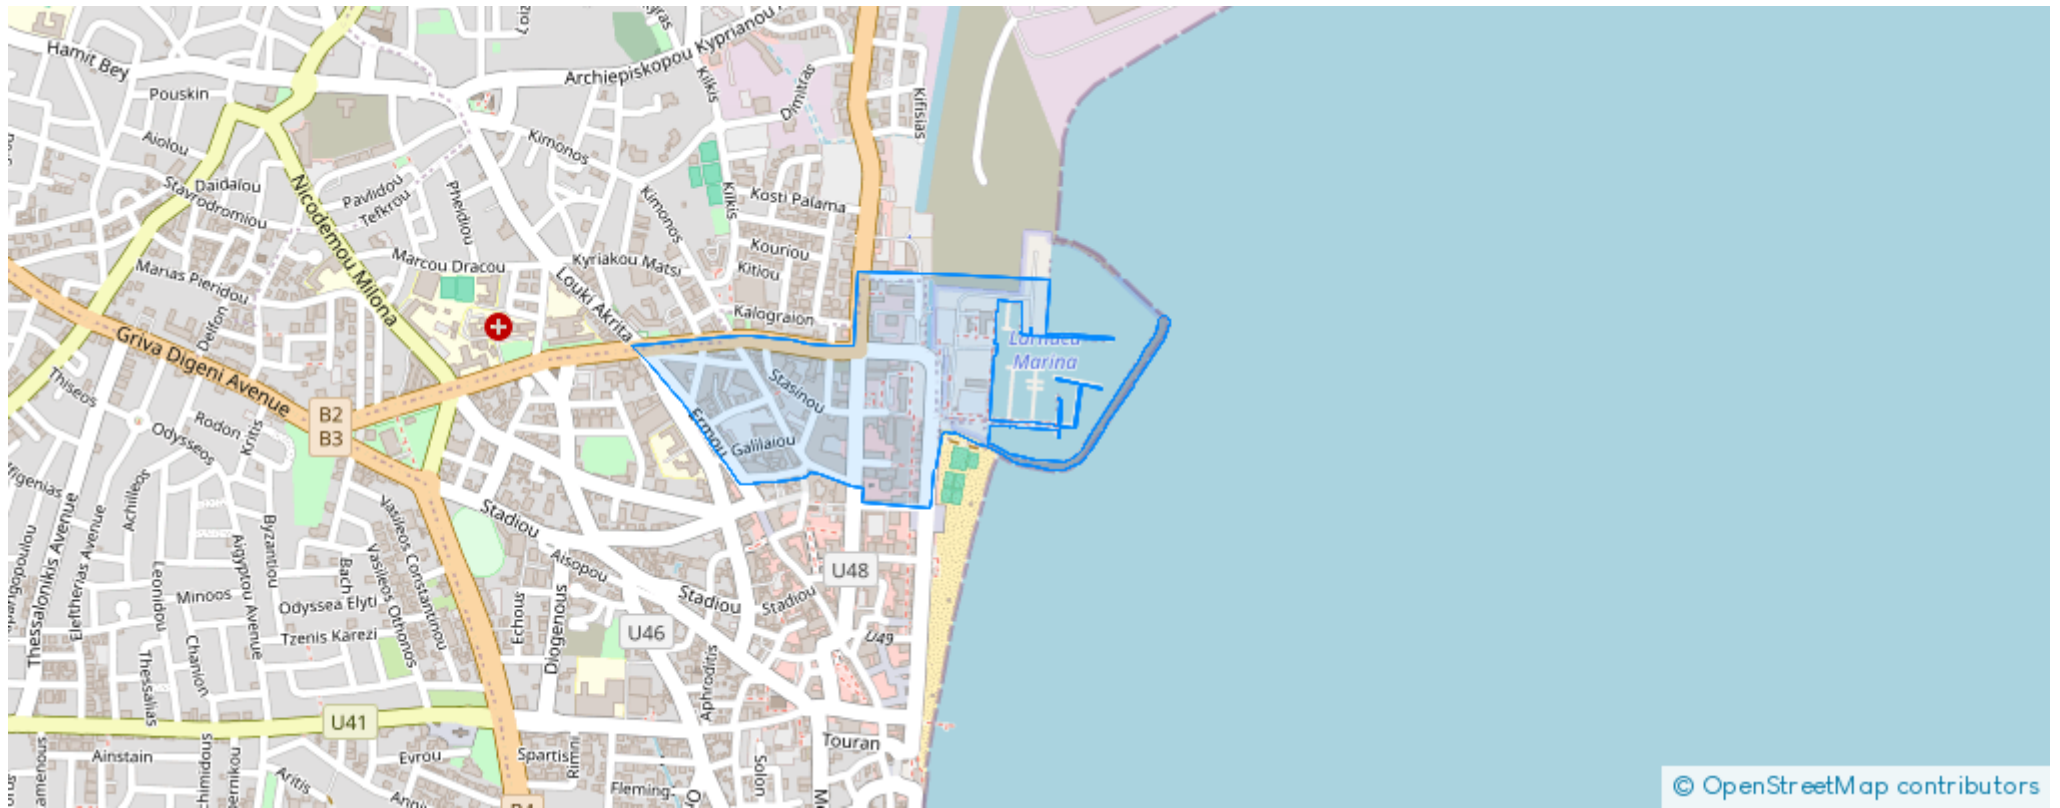 Hamit Bey
Pouskin
Archiepiskopou Kyprianou
Kilkis
Dimitras
Kifisias
Aiolou
Kimonos
Stavrodromiou
Daidalou
Pavlidou
Tefkrou
Pheidiou
Kimonos
Kilkis
Kosti Palama
Nicodemou Milona
Marcou Dracou
Kyriakou Matsi
Kouriou
Kitiou
Marias Pieridou
Louki Akrita
Kalograion
Delfon
Griva Digeni Avenue
Larnaca
Marina
Thiseos
Stasinou
B2
B3
Rodon
Kritis
Odysseos
Ermou
Galilaiou
Achilleos
Byzantiou
Stadiou
Vasileos Constantinou
Thessalonikis Avenue
Eleftherias Avenue
Aigyptou Avenue
Aisopou
Bach
Vasileos Othonos
U48
Leonidou
Minoos
Odyssea Elyti
Echous
Diogenous
Stadiou
Stadiou
Tzenis Karezi
U46
U49
Thessalias
Chanion
Aphroditis
U41
Touran
Ainstain
Evrou
Spartis
Rimni
Solon
Aritis
Fleming
© OpenStreetMap contributors